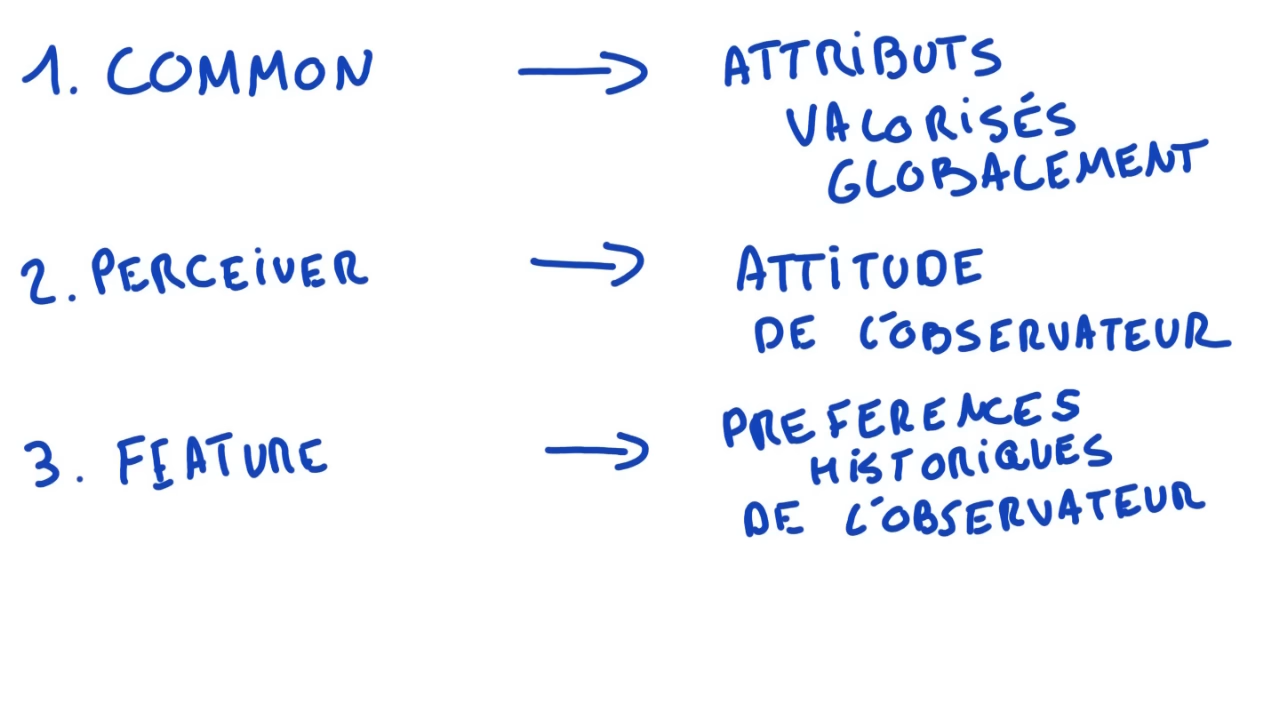 1. COMMON → ATTRIBUTS
VALORISÉS
GLOBALEMENT
2. PERCEIVER → ATTITUDE
DE L'OBSERVATEUR
3. FEATURE → PREFERENCES
HISTORIQUES
DE L'OBSERVATEUR